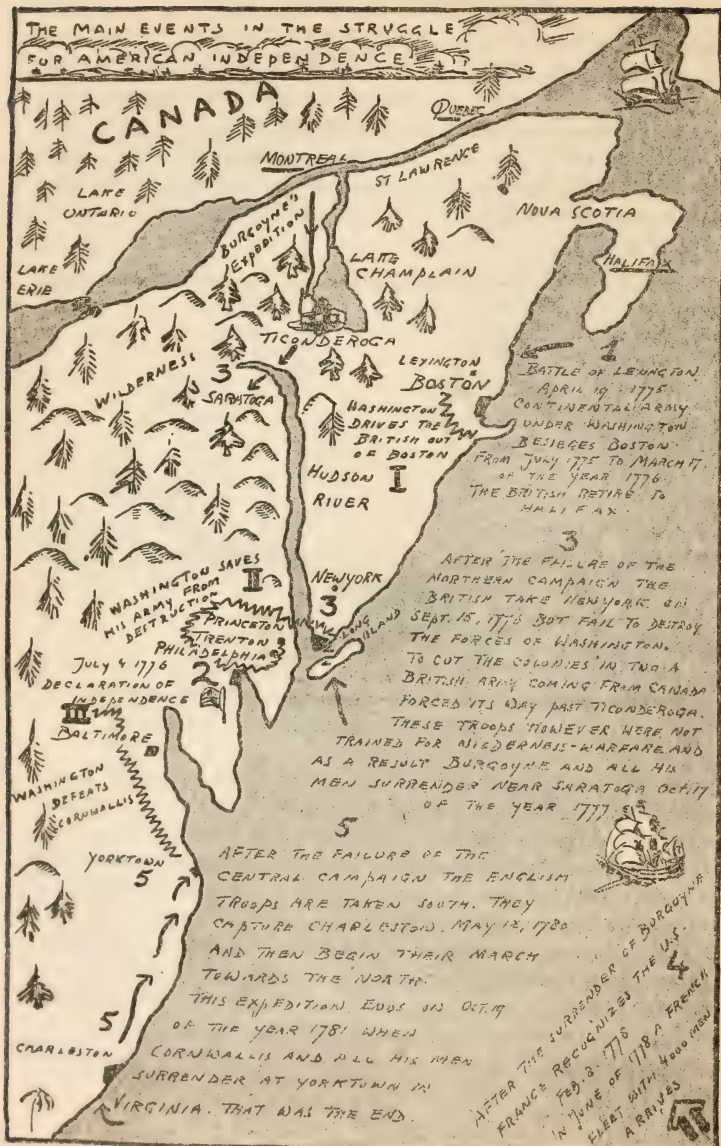 THE MAIN EVENTS IN THE STRUGGLE
FOR AMERICAN INDEPENDENCE
CANADA
QUEBEC
MONTREAL
ST LAWRENCE
LAKE
ONTARIO
BURGOYNE'S
EXPEDITION
NOVA SCOTIA
LAKE
CHAMPLAIN
HALIFAX
LAKE
ERIE
TICONDEROGA
WILDERNESS
3
SARATOGA
LEXINGTON
BOSTON
WASHINGTON
DRIVES THE
BRITISH OUT
OF BOSTON
I
1
BATTLE OF LEXINGTON
APRIL 19. 1775
CONTINENTAL ARMY
UNDER WASHINGTON
BESIEGES BOSTON
FROM JULY 1775 TO MARCH 17
OF THE YEAR 1776.
THE BRITISH RETIRE TO
HALIFAX
HUDSON
RIVER
WASHINGTON SAVES
HIS ARMY FROM
DESTRUCTION
II
NEW YORK
3
LONG
ISLAND
PRINCETON
TRENTON
PHILADELPHIA
2
3
AFTER THE FAILURE OF THE
NORTHERN CAMPAIGN THE
BRITISH TAKE NEW YORK ON
SEPT. 15, 1776 BUT FAIL TO DESTROY
THE FORCES OF WASHINGTON.
TO CUT THE COLONIES IN TWO A
BRITISH ARMY COMING FROM CANADA
FORCED ITS WAY PAST TICONDEROGA.
THESE TROOPS HOWEVER WERE NOT
TRAINED FOR WILDERNESS-WARFARE AND
AS A RESULT BURGOYNE AND ALL HIS
MEN SURRENDER NEAR SARATOGA OCT. 17
OF THE YEAR 1777
JULY 4 1776
DECLARATION OF
INDEPENDENCE
III
BALTIMORE
WASHINGTON
DEFEATS
CORNWALLIS
YORKTOWN
5
5
CHARLESTON
5
AFTER THE FAILURE OF THE
CENTRAL CAMPAIGN THE ENGLISH
TROOPS ARE TAKEN SOUTH. THEY
CAPTURE CHARLESTON. MAY 12, 1780
AND THEN BEGIN THEIR MARCH
TOWARDS THE NORTH.
THIS EXPEDITION ENDS ON OCT. 19
OF THE YEAR 1781 WHEN
CORNWALLIS AND ALL HIS MEN
SURRENDER AT YORKTOWN IN
VIRGINIA. THAT WAS THE END
4
AFTER THE SURRENDER OF BURGOYNE
FRANCE RECOGNIZES THE U.S.
FEB 3. 1778
IN JUNE OF 1778 A FRENCH
FLEET WITH 4000 MEN
ARRIVES